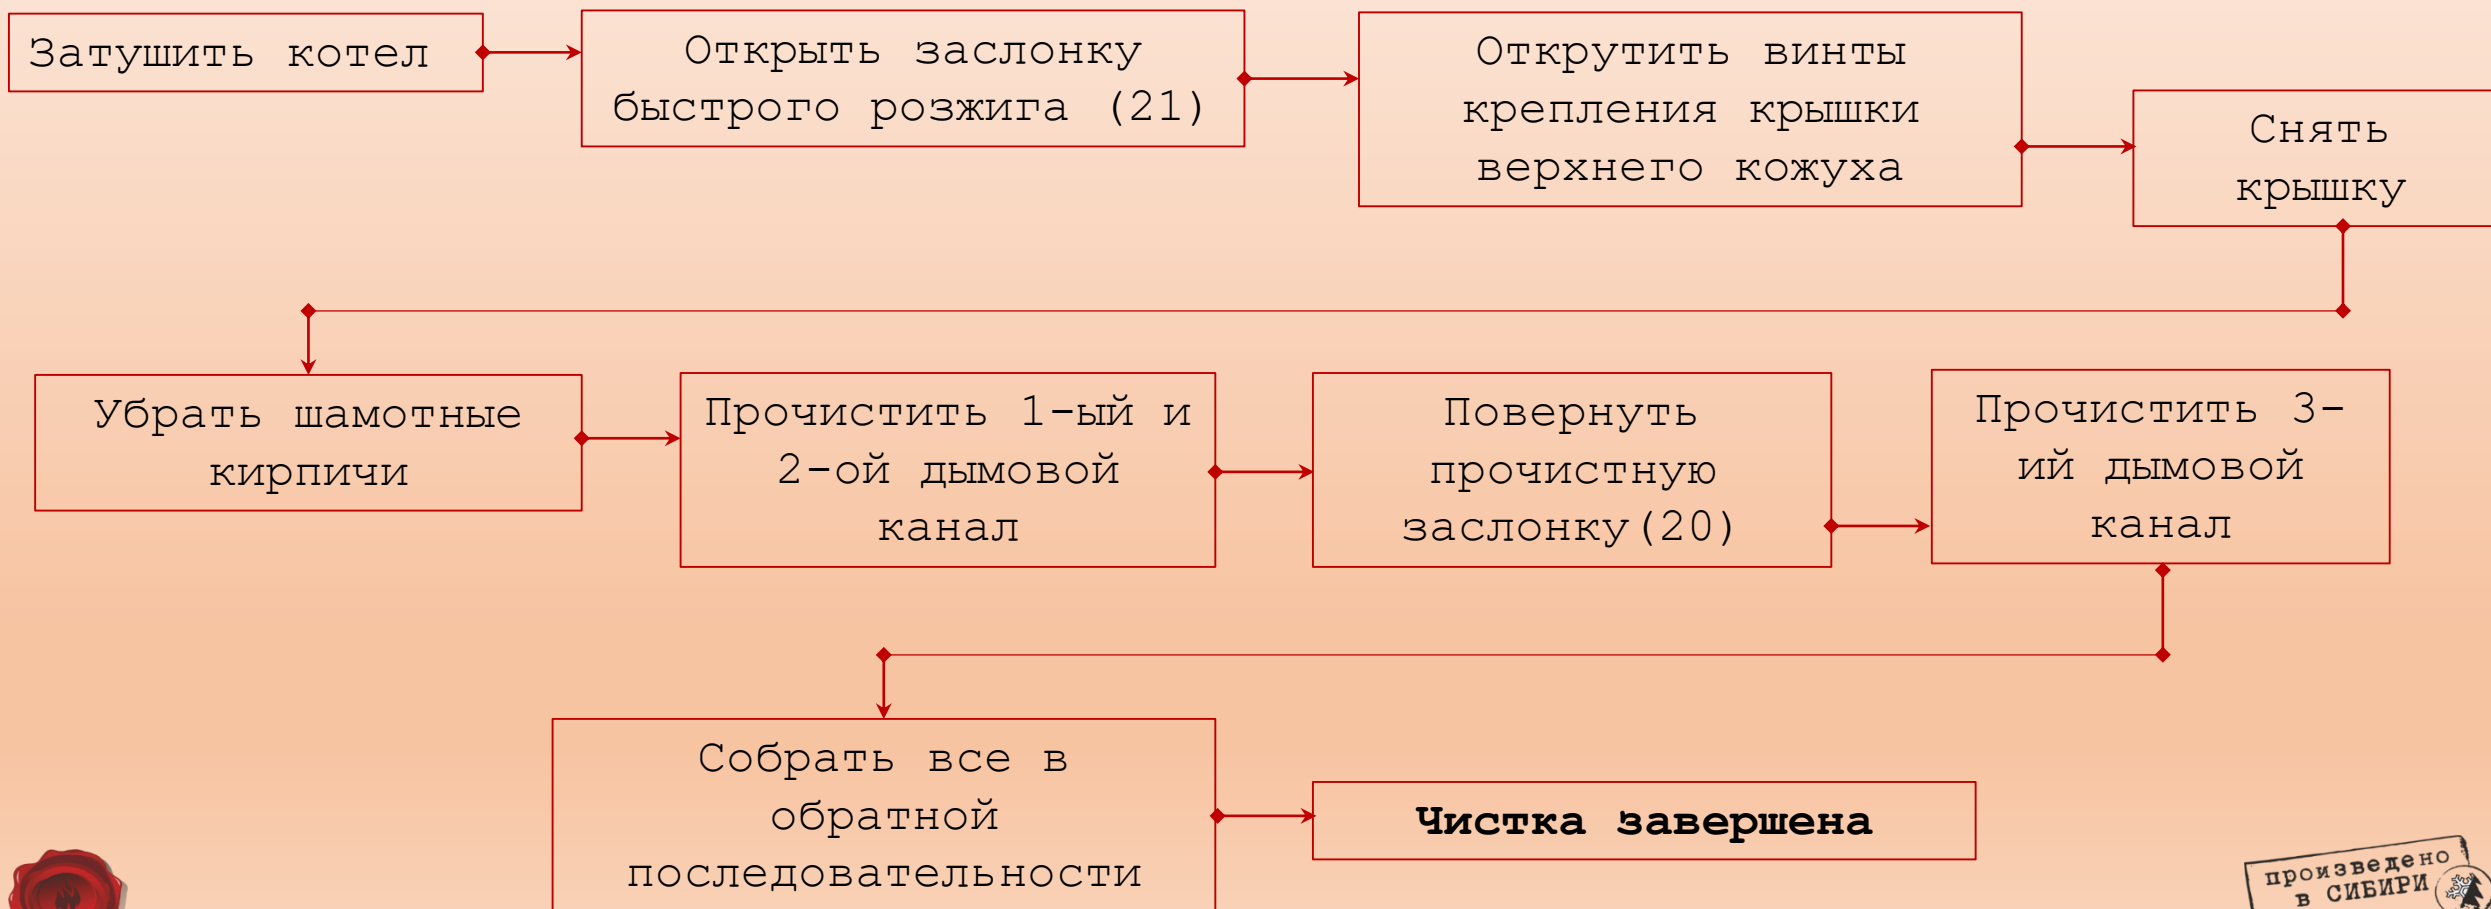 Затушить котел
Открыть заслонку
быстрого розжига (21)
Открутить винты
крепления крышки
верхнего кожуха
Снять
крышку
Убрать шамотные
кирпичи
Прочистить 1-ый и
2-ой дымовой
канал
Повернуть
прочистную
заслонку(20)
Прочистить 3-
ий дымовой
канал
Собрать все в
обратной
последовательности
Чистка завершена
произведено
в СИБИРИ